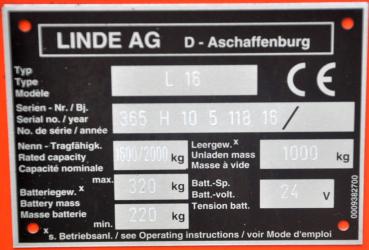 LINDE AG D - Aschaffenburg
Typ
Type
Modèle
L 16
CE
Serien - Nr. / Bj.
Serial no. / year
No. de série / année
365 H 10 5 118 16 /
Nenn - Tragfähigk.
Rated capacity
Capacité nominale
1600/2000 kg
Leergew. x
Unladen mass
Masse à vide
1000 kg
Batteriegew. x
Battery mass
Masse batterie
max. 320 kg
min. 220 kg
Batt.-Sp.
Batt.-volt.
Tension batt.
24 V
x
s. Betriebsanl. / see Operating instructions / voir Mode d'emploi
0009382700